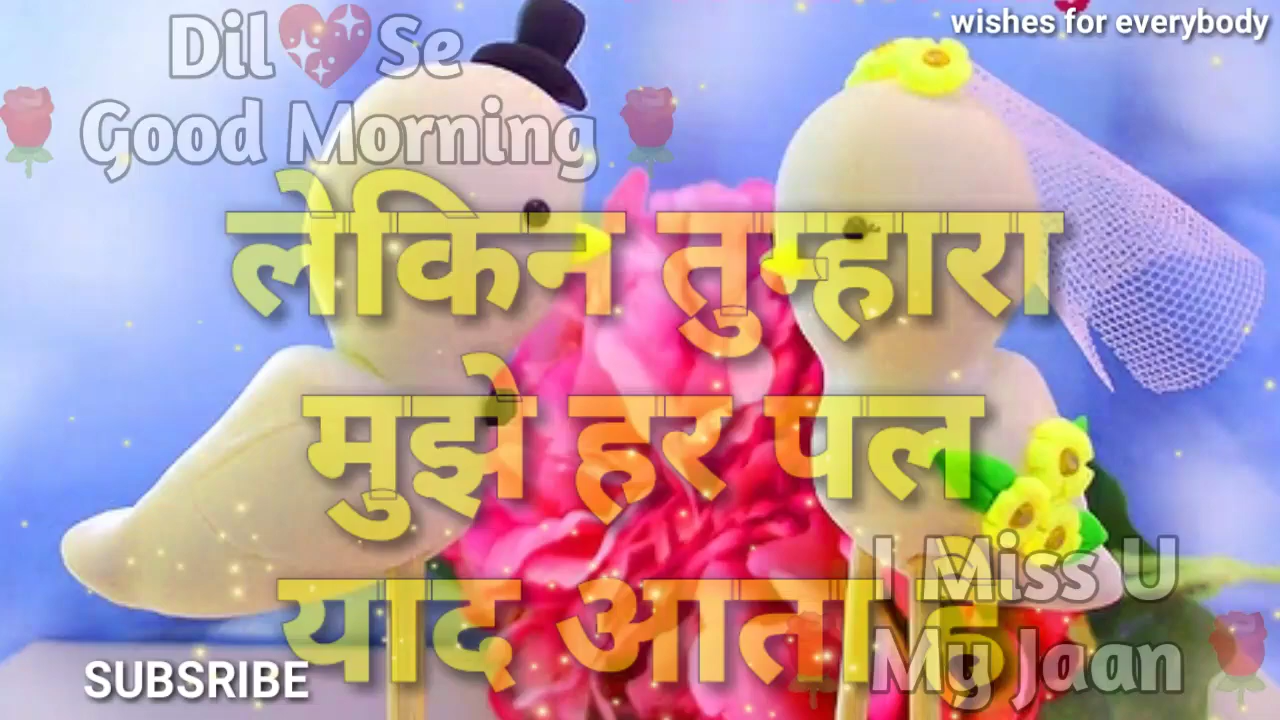 wishes for everybody
Dil💖Se
🌹 Good Morning 🌹
लेकिन तुम्हारा
मुझे हर पल
याद आता है
I Miss U
🌹 My Jaan 🌹
SUBSRIBE